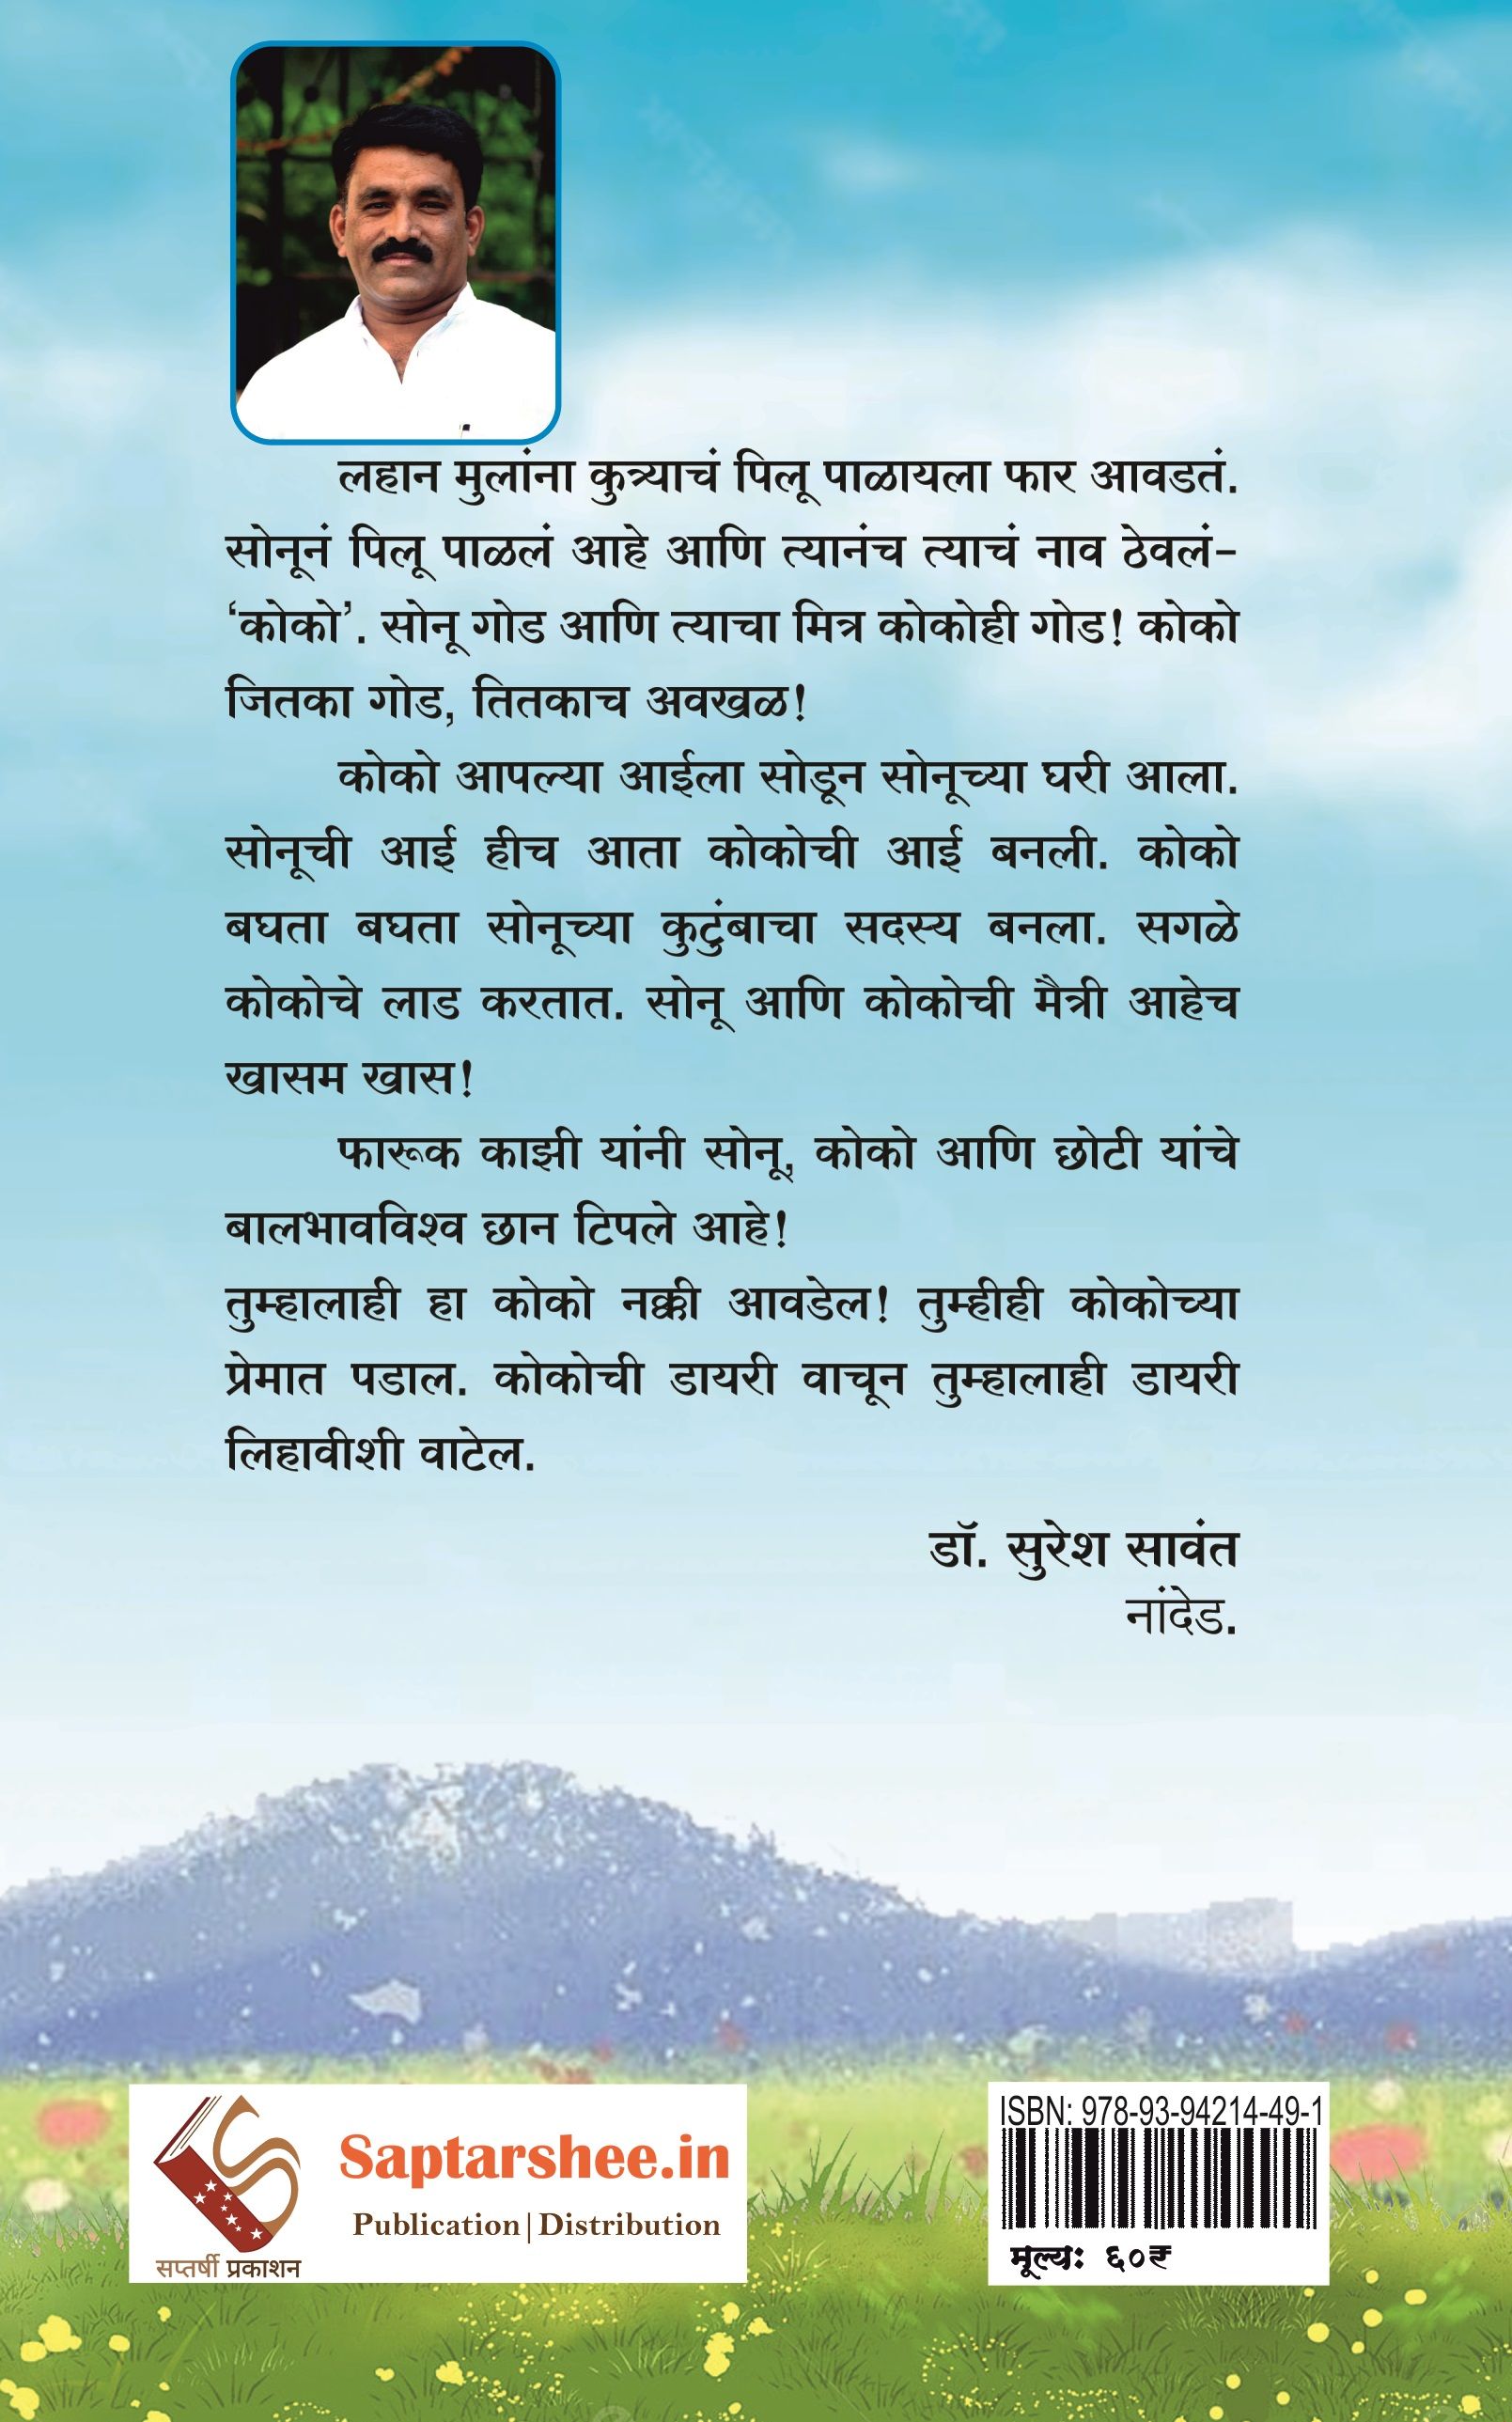 लहान मुलांना कुत्र्याचं पिलू पाळायला फार आवडतं.
सोनूनं पिलू पाळलं आहे आणि त्यानंच त्याचं नाव ठेवलं-
‘कोको’. सोनू गोड आणि त्याचा मित्र कोकोही गोड! कोको
जितका गोड, तितकाच अवखळ!
कोको आपल्या आईला सोडून सोनूच्या घरी आला.
सोनूची आई हीच आता कोकोची आई बनली. कोको
बघता बघता सोनूच्या कुटुंबाचा सदस्य बनला. सगळे
कोकोचे लाड करतात. सोनू आणि कोकोची मैत्री आहेच
खासम खास!
फारूक काझी यांनी सोनू, कोको आणि छोटी यांचे
बालभावविश्व छान टिपले आहे!
तुम्हालाही हा कोको नक्की आवडेल! तुम्हीही कोकोच्या
प्रेमात पडाल. कोकोची डायरी वाचून तुम्हालाही डायरी
लिहावीशी वाटेल.
डॉ. सुरेश सावंत
नांदेड.
Saptarshee.in
Publication|Distribution
सप्तर्षी प्रकाशन
ISBN: 978-93-94214-49-1
मूल्यः ६०₹